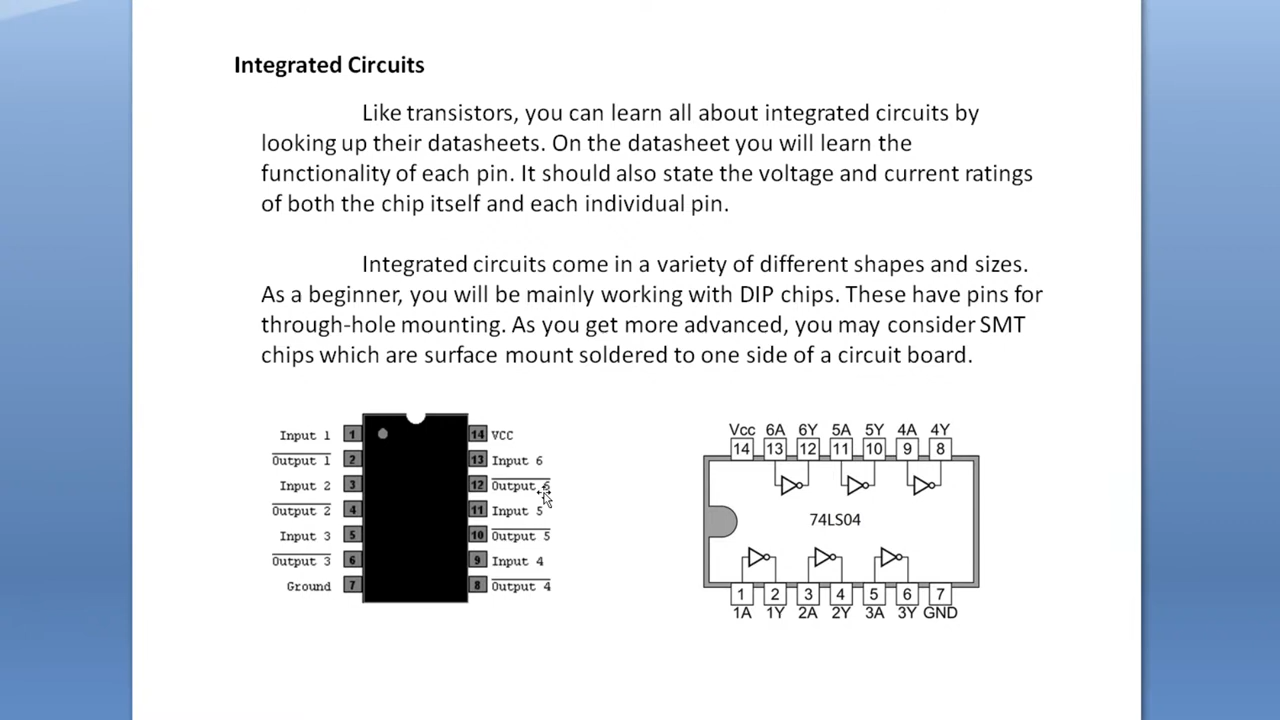 Integrated Circuits
Like transistors, you can learn all about integrated circuits by
looking up their datasheets. On the datasheet you will learn the
functionality of each pin. It should also state the voltage and current ratings
of both the chip itself and each individual pin.
Integrated circuits come in a variety of different shapes and sizes.
As a beginner, you will be mainly working with DIP chips. These have pins for
through-hole mounting. As you get more advanced, you may consider SMT
chips which are surface mount soldered to one side of a circuit board.
Input 1 1 14 VCC
Output 1 2 13 Input 6
Input 2 3 12 Output 6
Output 2 4 11 Input 5
Input 3 5 10 Output 5
Output 3 6 9 Input 4
Ground 7 8 Output 4
Vcc 6A 6Y 5A 5Y 4A 4Y
14 13 12 11 10 9 8
74LS04
1 2 3 4 5 6 7
1A 1Y 2A 2Y 3A 3Y GND